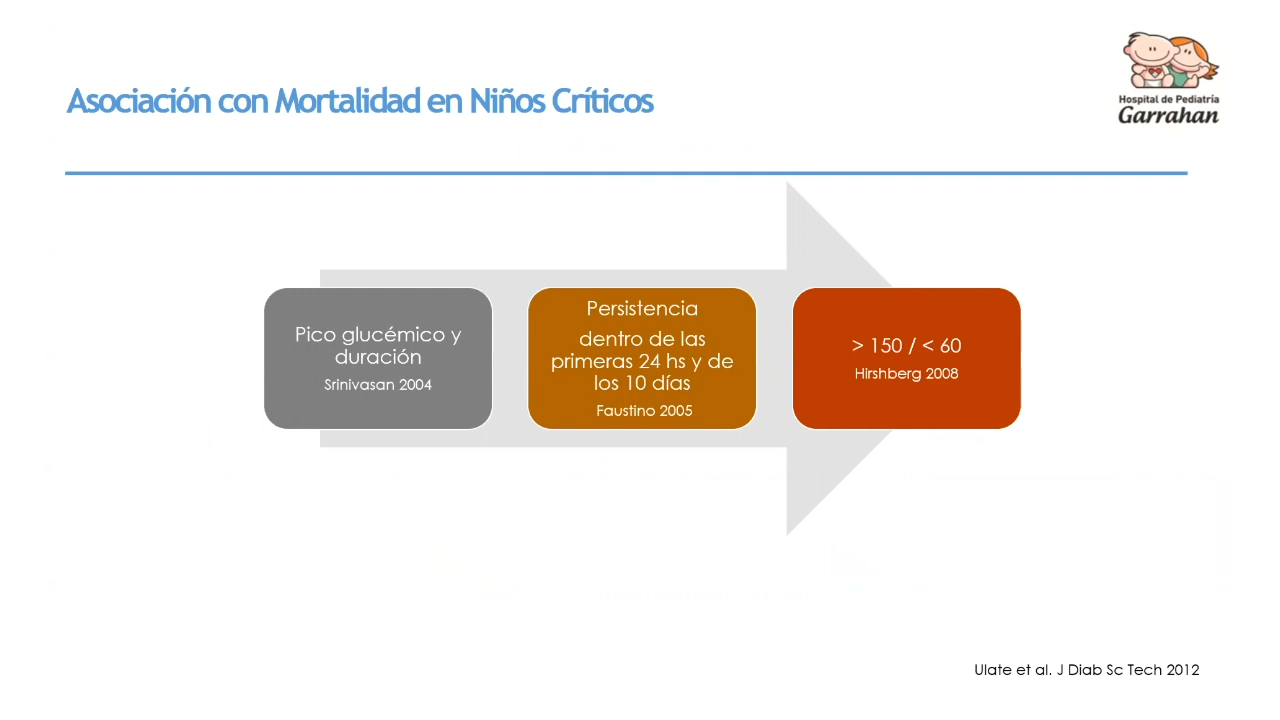 Asociación con Mortalidad en Niños Críticos
Hospital de Pediatría
Garrahan
Pico glucémico y
duración
Srinivasan 2004
Persistencia
dentro de las
primeras 24 hs y de
los 10 días
Faustino 2005
> 150 / < 60
Hirshberg 2008
Ulate et al. J Diab Sc Tech 2012